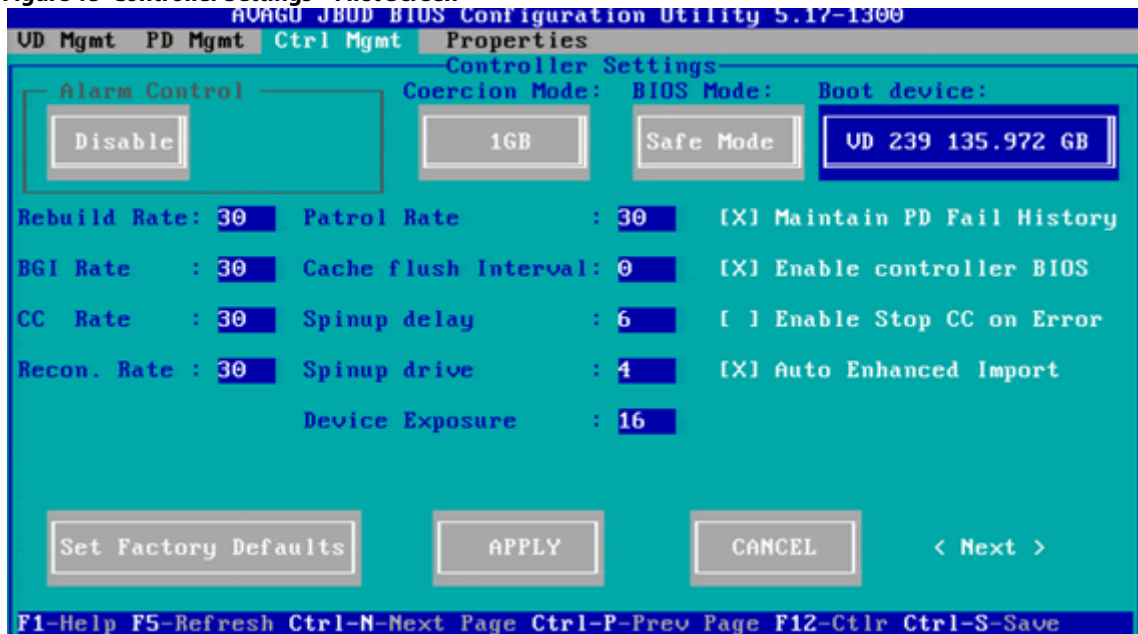 AVAGO JBOD BIOS Configuration Utility 5.17-1300
VD Mgmt PD Mgmt Ctrl Mgmt Properties
Controller Settings
Alarm Control Coercion Mode: BIOS Mode: Boot device:
Disable 1GB Safe Mode VD 239 135.972 GB
Rebuild Rate: 30 Patrol Rate : 30 [X] Maintain PD Fail History
BGI Rate : 30 Cache flush Interval: 0 [X] Enable controller BIOS
CC Rate : 30 Spinup delay : 6 [ ] Enable Stop CC on Error
Recon. Rate : 30 Spinup drive : 4 [X] Auto Enhanced Import
Device Exposure : 16
Set Factory Defaults APPLY CANCEL < Next >
F1-Help F5-Refresh Ctrl-N-Next Page Ctrl-P-Prev Page F12-Ctlr Ctrl-S-Save